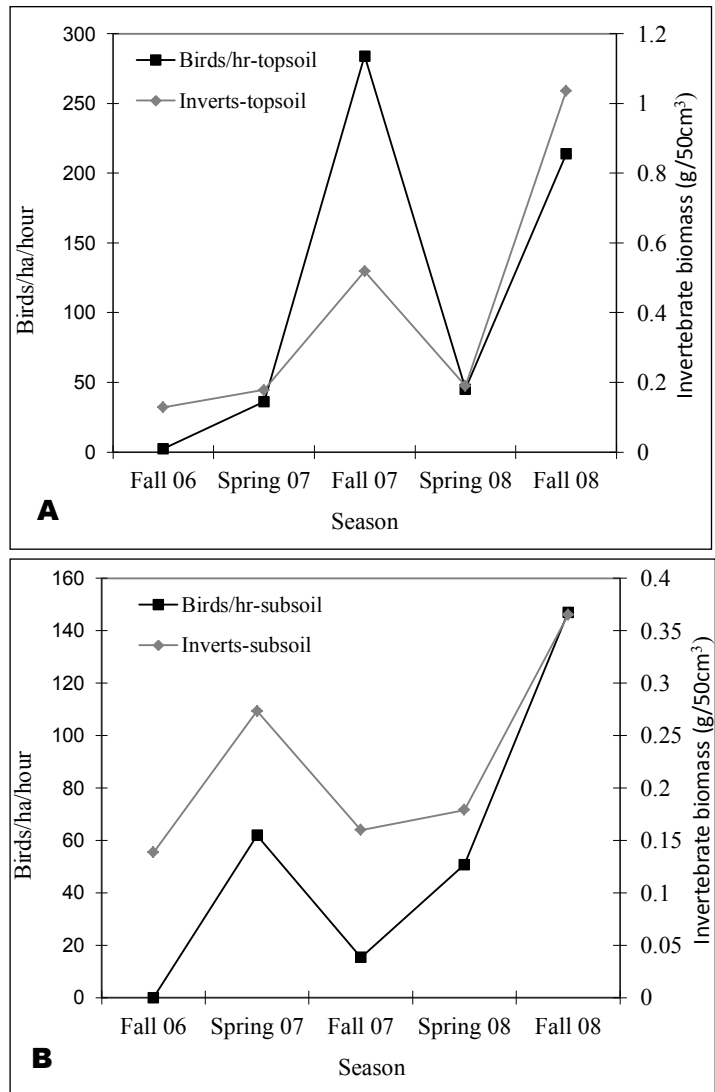 300
250
200
150
100
50
0
1.2
1
0.8
0.6
0.4
0.2
0
Birds/hr-topsoil
Inverts-topsoil
Birds/ha/hour
Invertebrate biomass (g/50cm³)
Fall 06 Spring 07 Fall 07 Spring 08 Fall 08
Season
A
160
140
120
100
80
60
40
20
0
0.4
0.35
0.3
0.25
0.2
0.15
0.1
0.05
0
Birds/hr-subsoil
Inverts-subsoil
Birds/ha/hour
Invertebrate biomass (g/50cm³)
Fall 06 Spring 07 Fall 07 Spring 08 Fall 08
Season
B